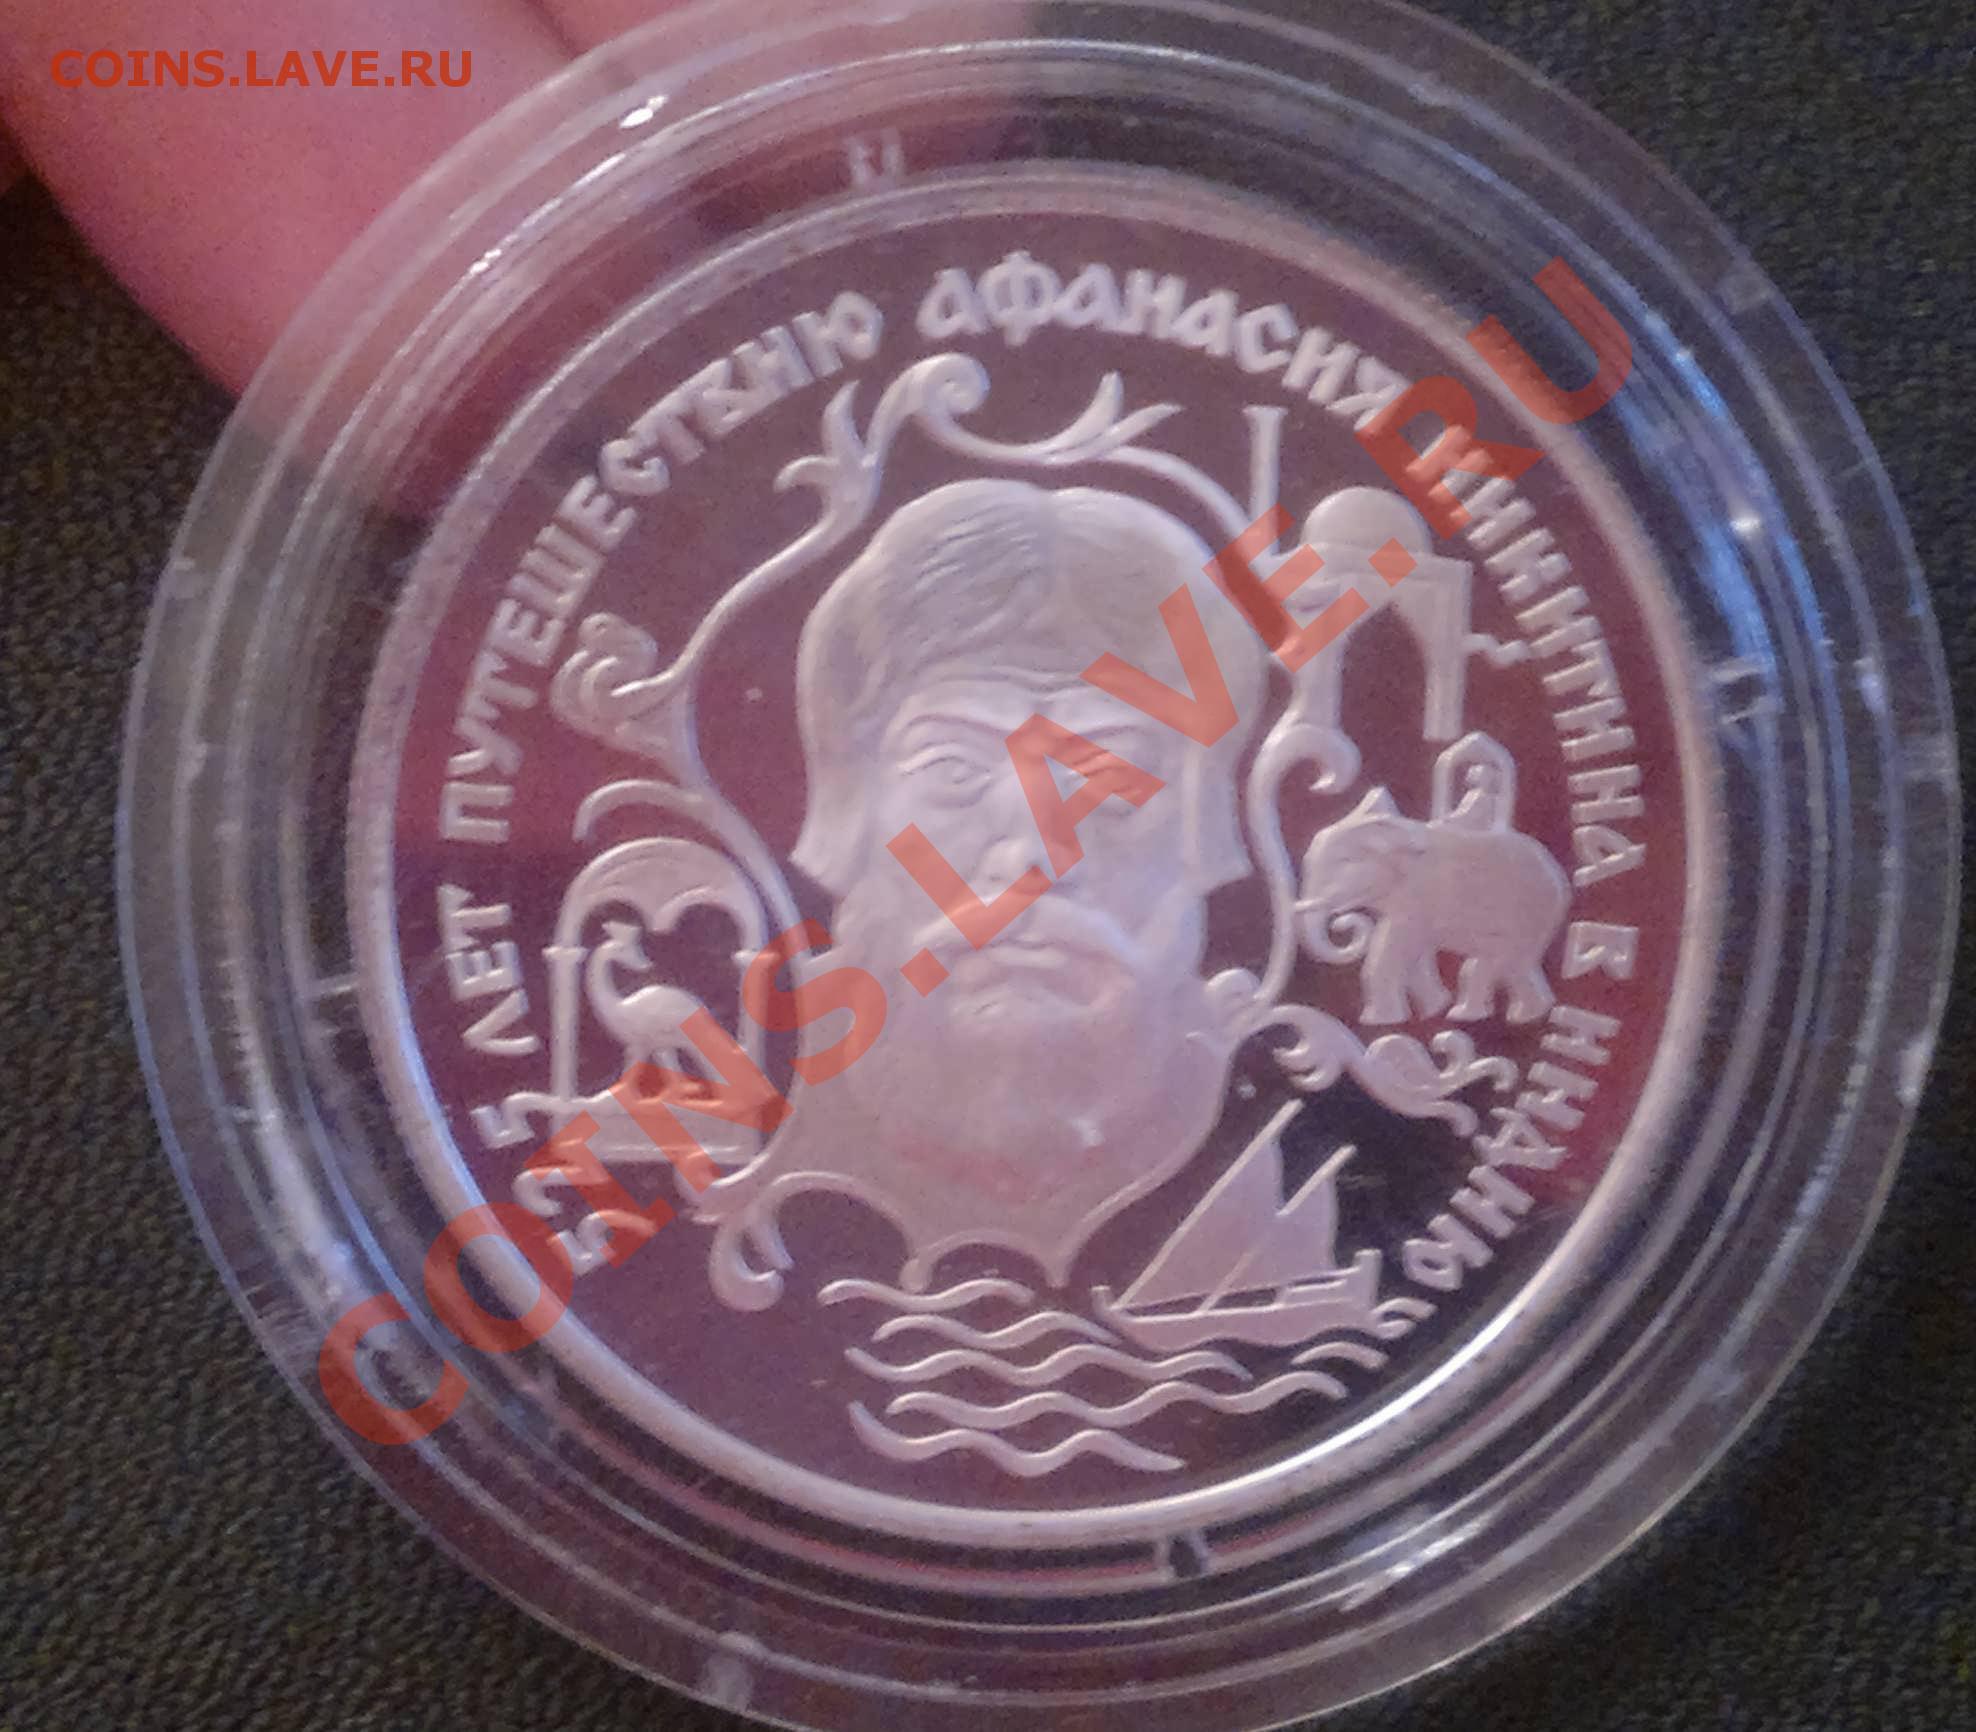 COINS.LAVE.RU
525 ЛЕТ ПУТЕШЕСТВИЮ АФАНАСИЯ НИКИТИНА В ИНДИЮ
COINS.LAVE.RU